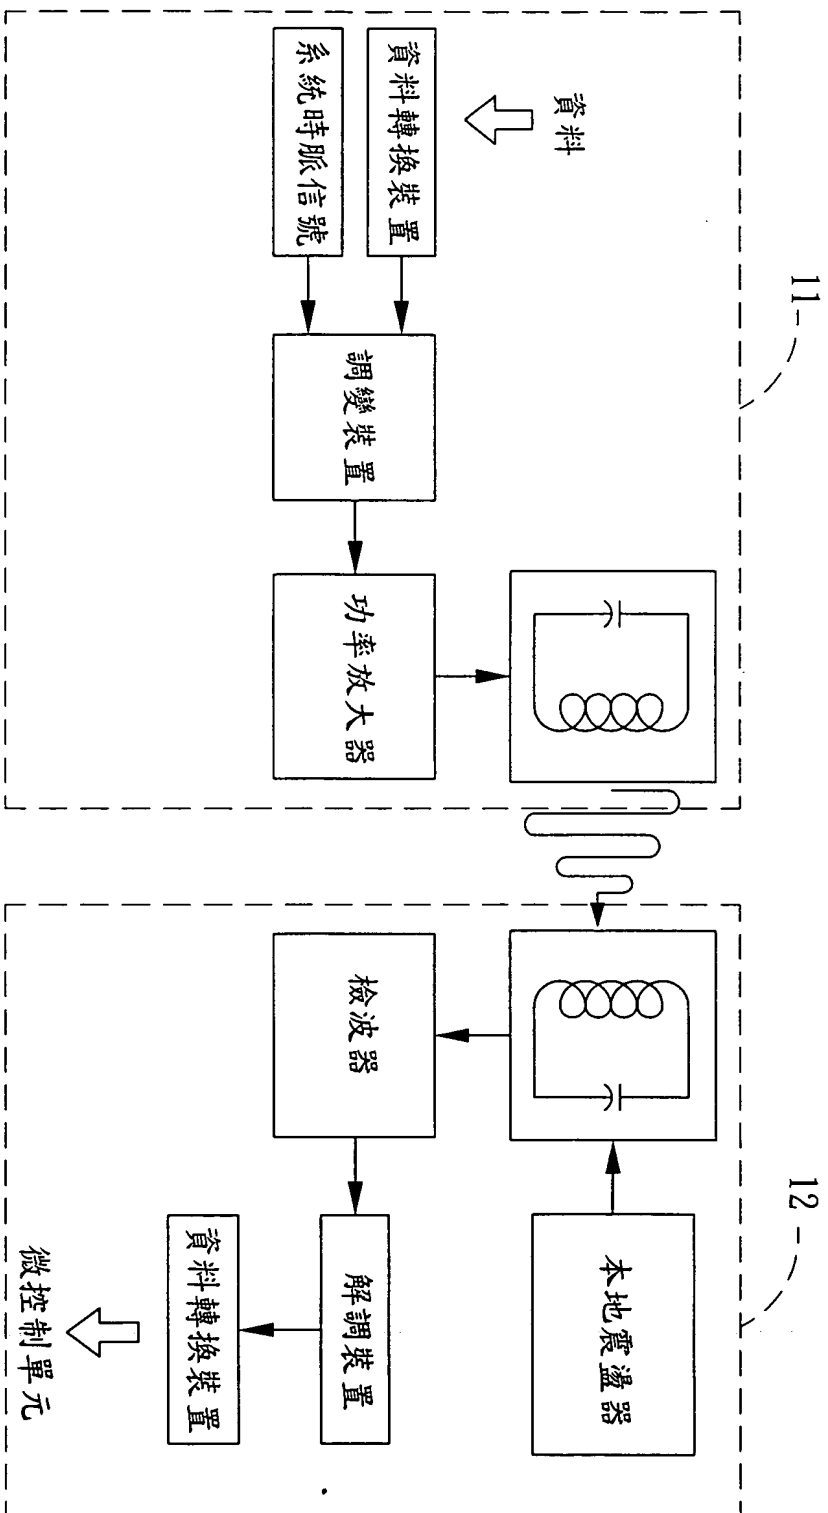 11
資料
資料轉換裝置
系統時脈信號
調變裝置
功率放大器
12
本地震盪器
檢波器
解調裝置
資料轉換裝置
微控制單元